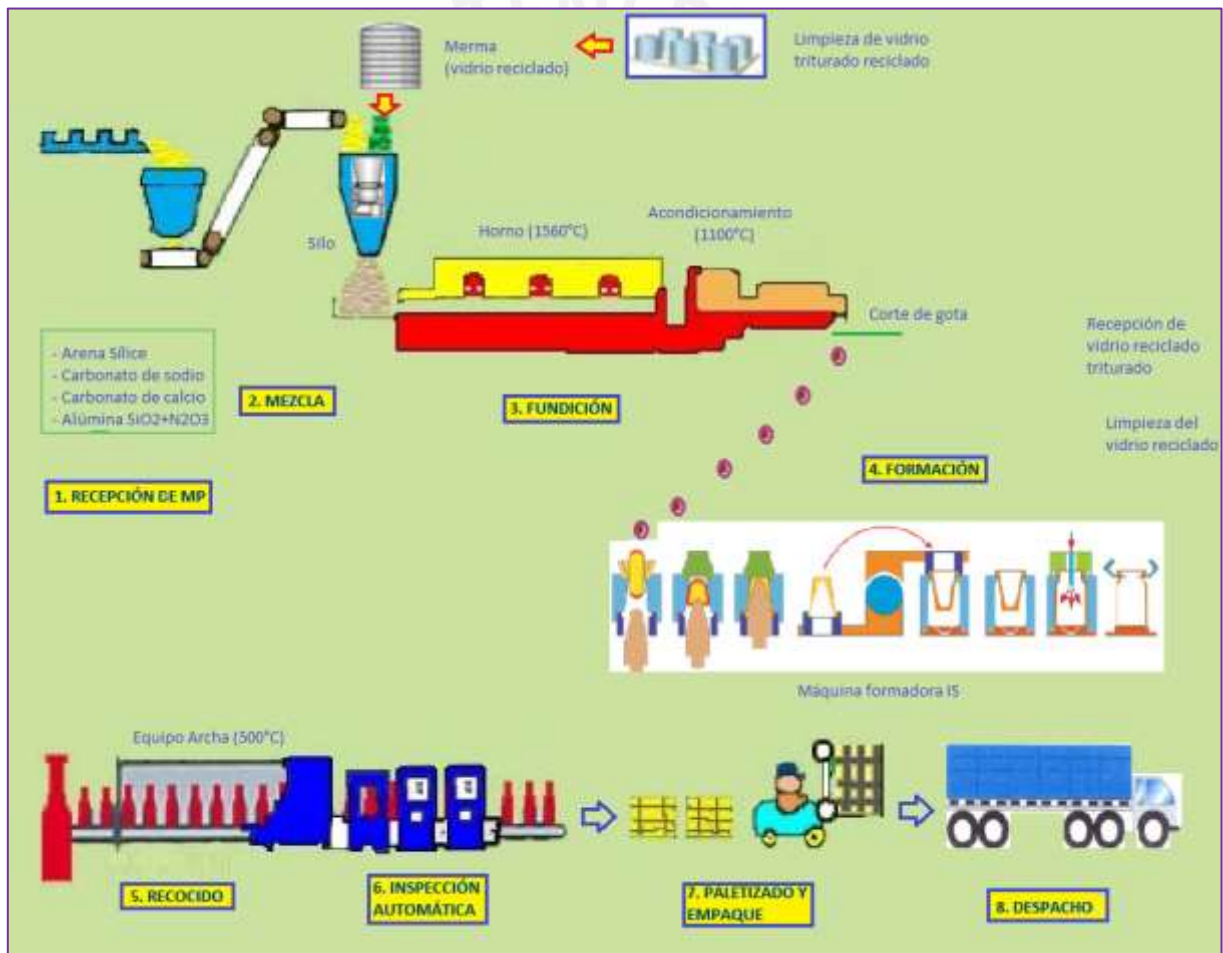 Merma
(vidrio reciclado)
Limpieza de vidrio
triturado reciclado
Silo
Horno (1560°C)
Acondicionamiento
(1100°C)
Corte de gota
Recepción de
vidrio reciclado
triturado
Limpieza del
vidrio reciclado
- Arena Sílice
- Carbonato de sodio
- Carbonato de calcio
- Alúmina SiO2+N2O3
1. RECEPCIÓN DE MP
2. MEZCLA
3. FUNDICIÓN
4. FORMACIÓN
Máquina formadora IS
Equipo Archa (500°C)
5. RECOCIDO
6. INSPECCIÓN
AUTOMÁTICA
7. PALETIZADO Y
EMPAQUE
8. DESPACHO